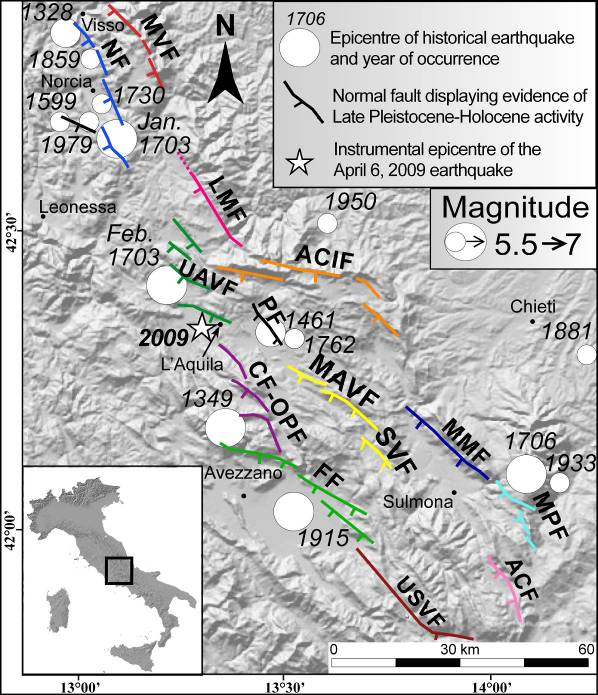 1328
Visso
MVF
N
NF
1859
Norcia
1730
1599
1979
Jan.
1703
1706
Epicentre of historical earthquake
and year of occurrence
Normal fault displaying evidence of
Late Pleistocene-Holocene activity
Instrumental epicentre of the
April 6, 2009 earthquake
Magnitude
5.5 → 7
Leonessa
LMF
1950
42°30'
Feb.
1703
ACIF
UAVF
PF
1461
1762
2009
L'Aquila
Chieti
1881
MAVF
CF-OPF
1349
SVF
MMF
1706
1933
Avezzano
FF
Sulmona
MPF
42°00'
1915
ACF
USVF
0 30 km 60
13°00' 13°30' 14°00'